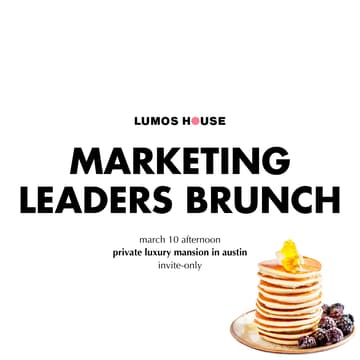 LUMOS HOUSE
MARKETING
LEADERS BRUNCH
march 10 afternoon
private luxury mansion in austin
invite-only